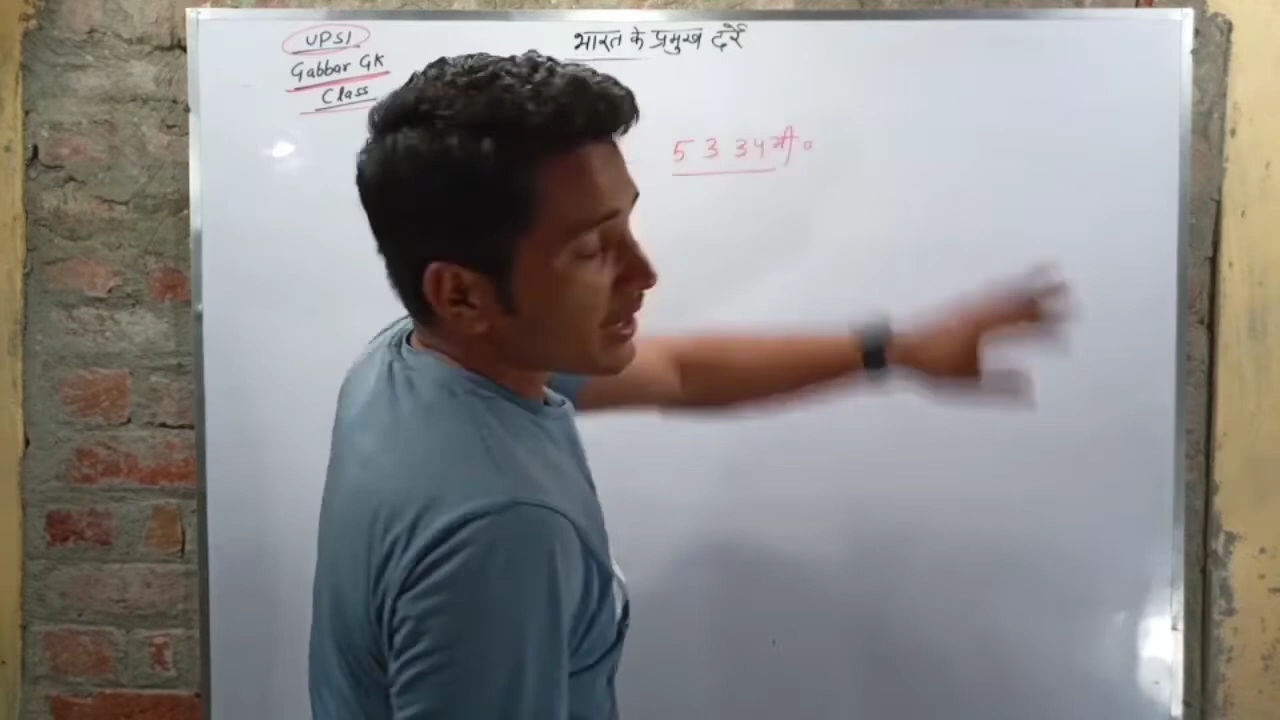 UPSI
Gabbar GK
Class
भारत के प्रमुख दर्रे
5334मी०